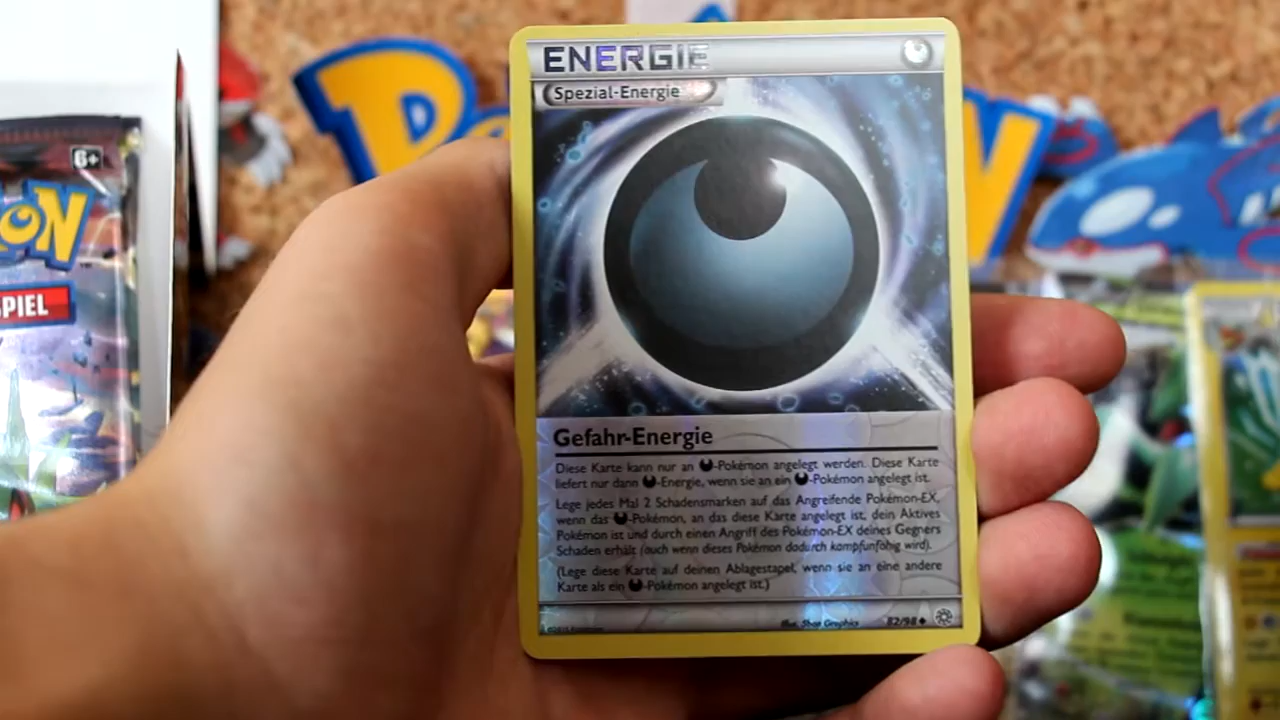 ENERGIE
Spezial-Energie
6+
SPIEL
Gefahr-Energie
Diese Karte kann nur an -Pokémon angelegt werden. Diese Karte
liefert nur dann -Energie, wenn sie an ein -Pokémon angelegt ist.
Lege jedes Mal 2 Schadensmarken auf das Angreifende Pokémon-EX,
wenn das -Pokémon, an das diese Karte angelegt ist, dein Aktives
Pokémon ist und durch einen Angriff des Pokémon-EX deines Gegners
Schaden erhält (auch wenn dieses Pokémon dadurch kampfunfähig wird).
(Lege diese Karte auf deinen Ablagestapel, wenn sie an eine andere
Karte als ein -Pokémon angelegt ist.)
Illus. Shar Graphics
82/98